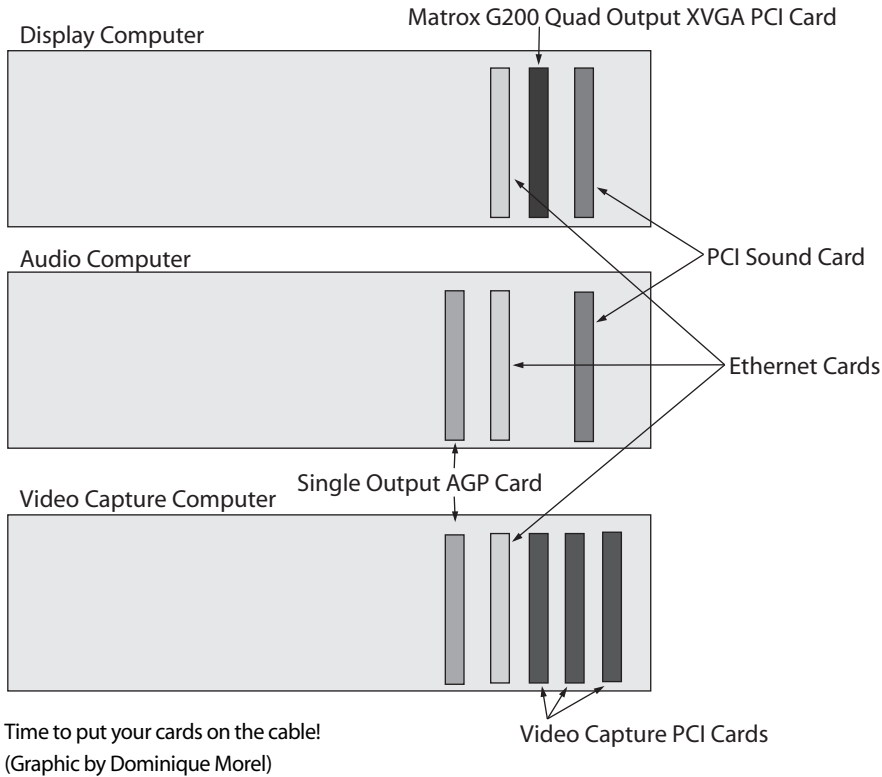 Matrox G200 Quad Output XVGA PCI Card
Display Computer
Audio Computer
PCI Sound Card
Ethernet Cards
Single Output AGP Card
Video Capture Computer
Video Capture PCI Cards
Time to put your cards on the cable!
(Graphic by Dominique Morel)